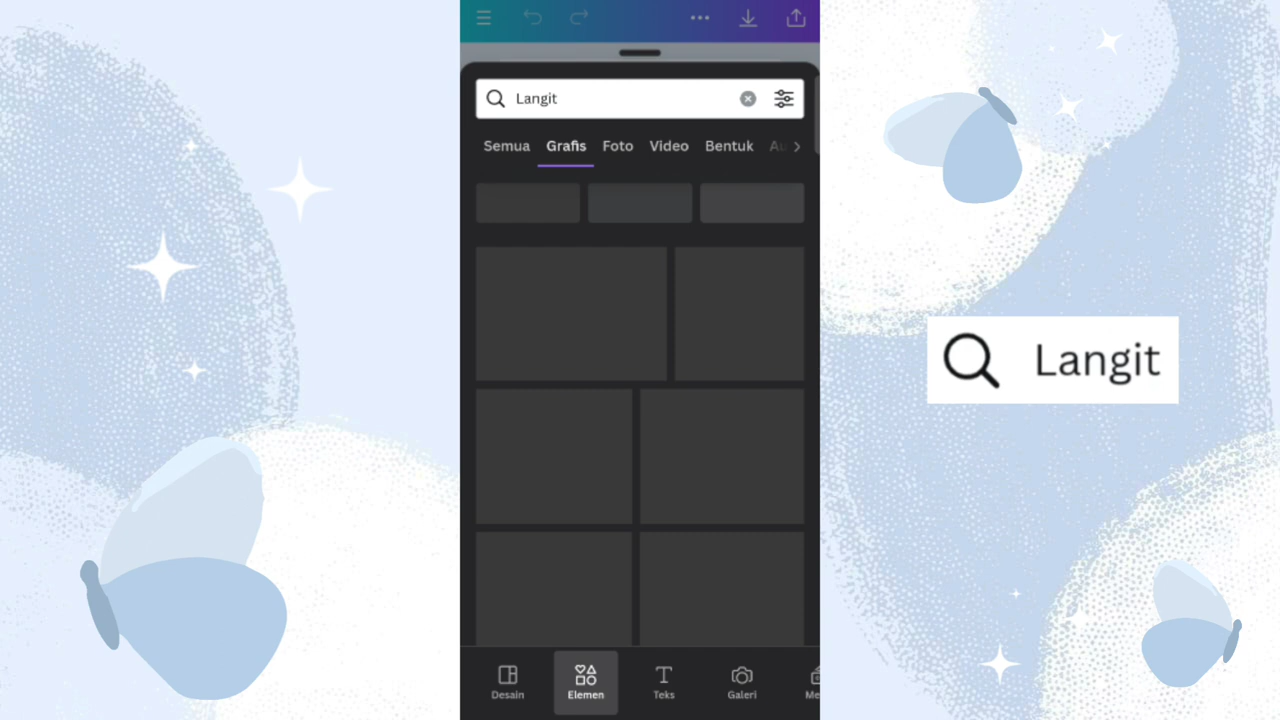 Langit
Semua Grafis Foto Video Bentuk
Langit
Desain Elemen Teks Galeri